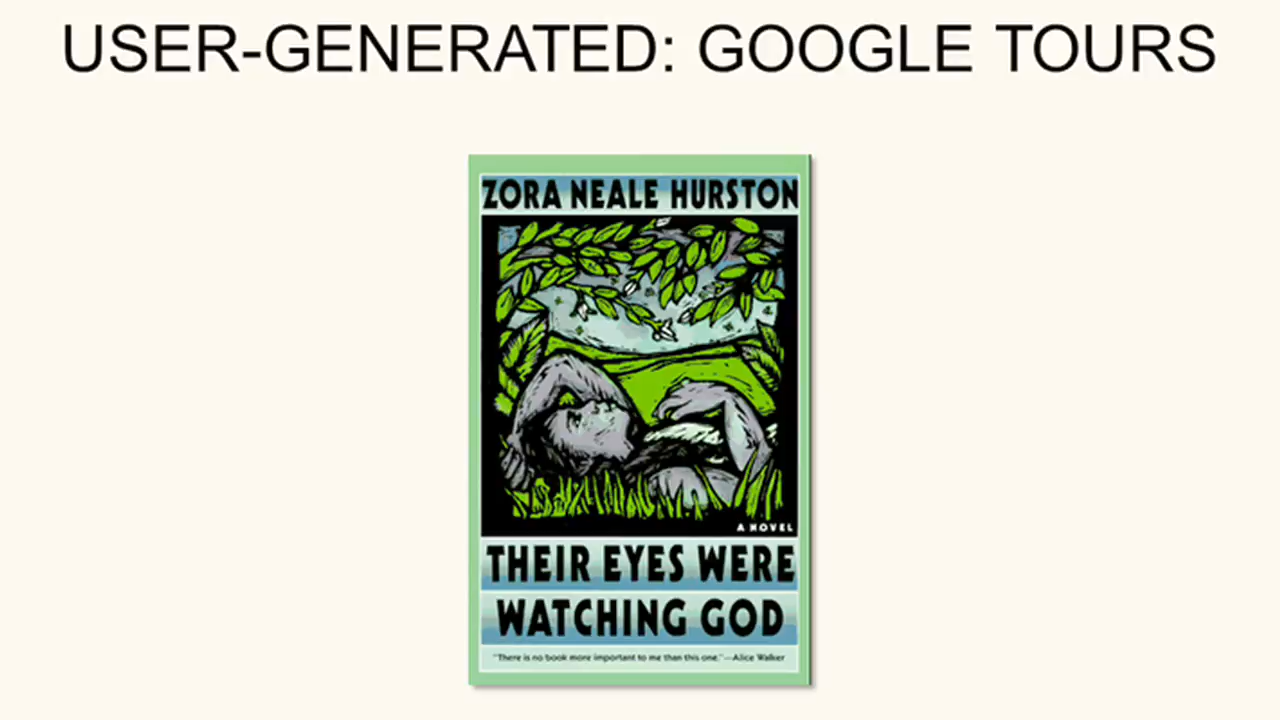 USER-GENERATED: GOOGLE TOURS
ZORA NEALE HURSTON
A NOVEL
THEIR EYES WERE
WATCHING GOD
"There is no book more important to me than this one."—Alice Walker